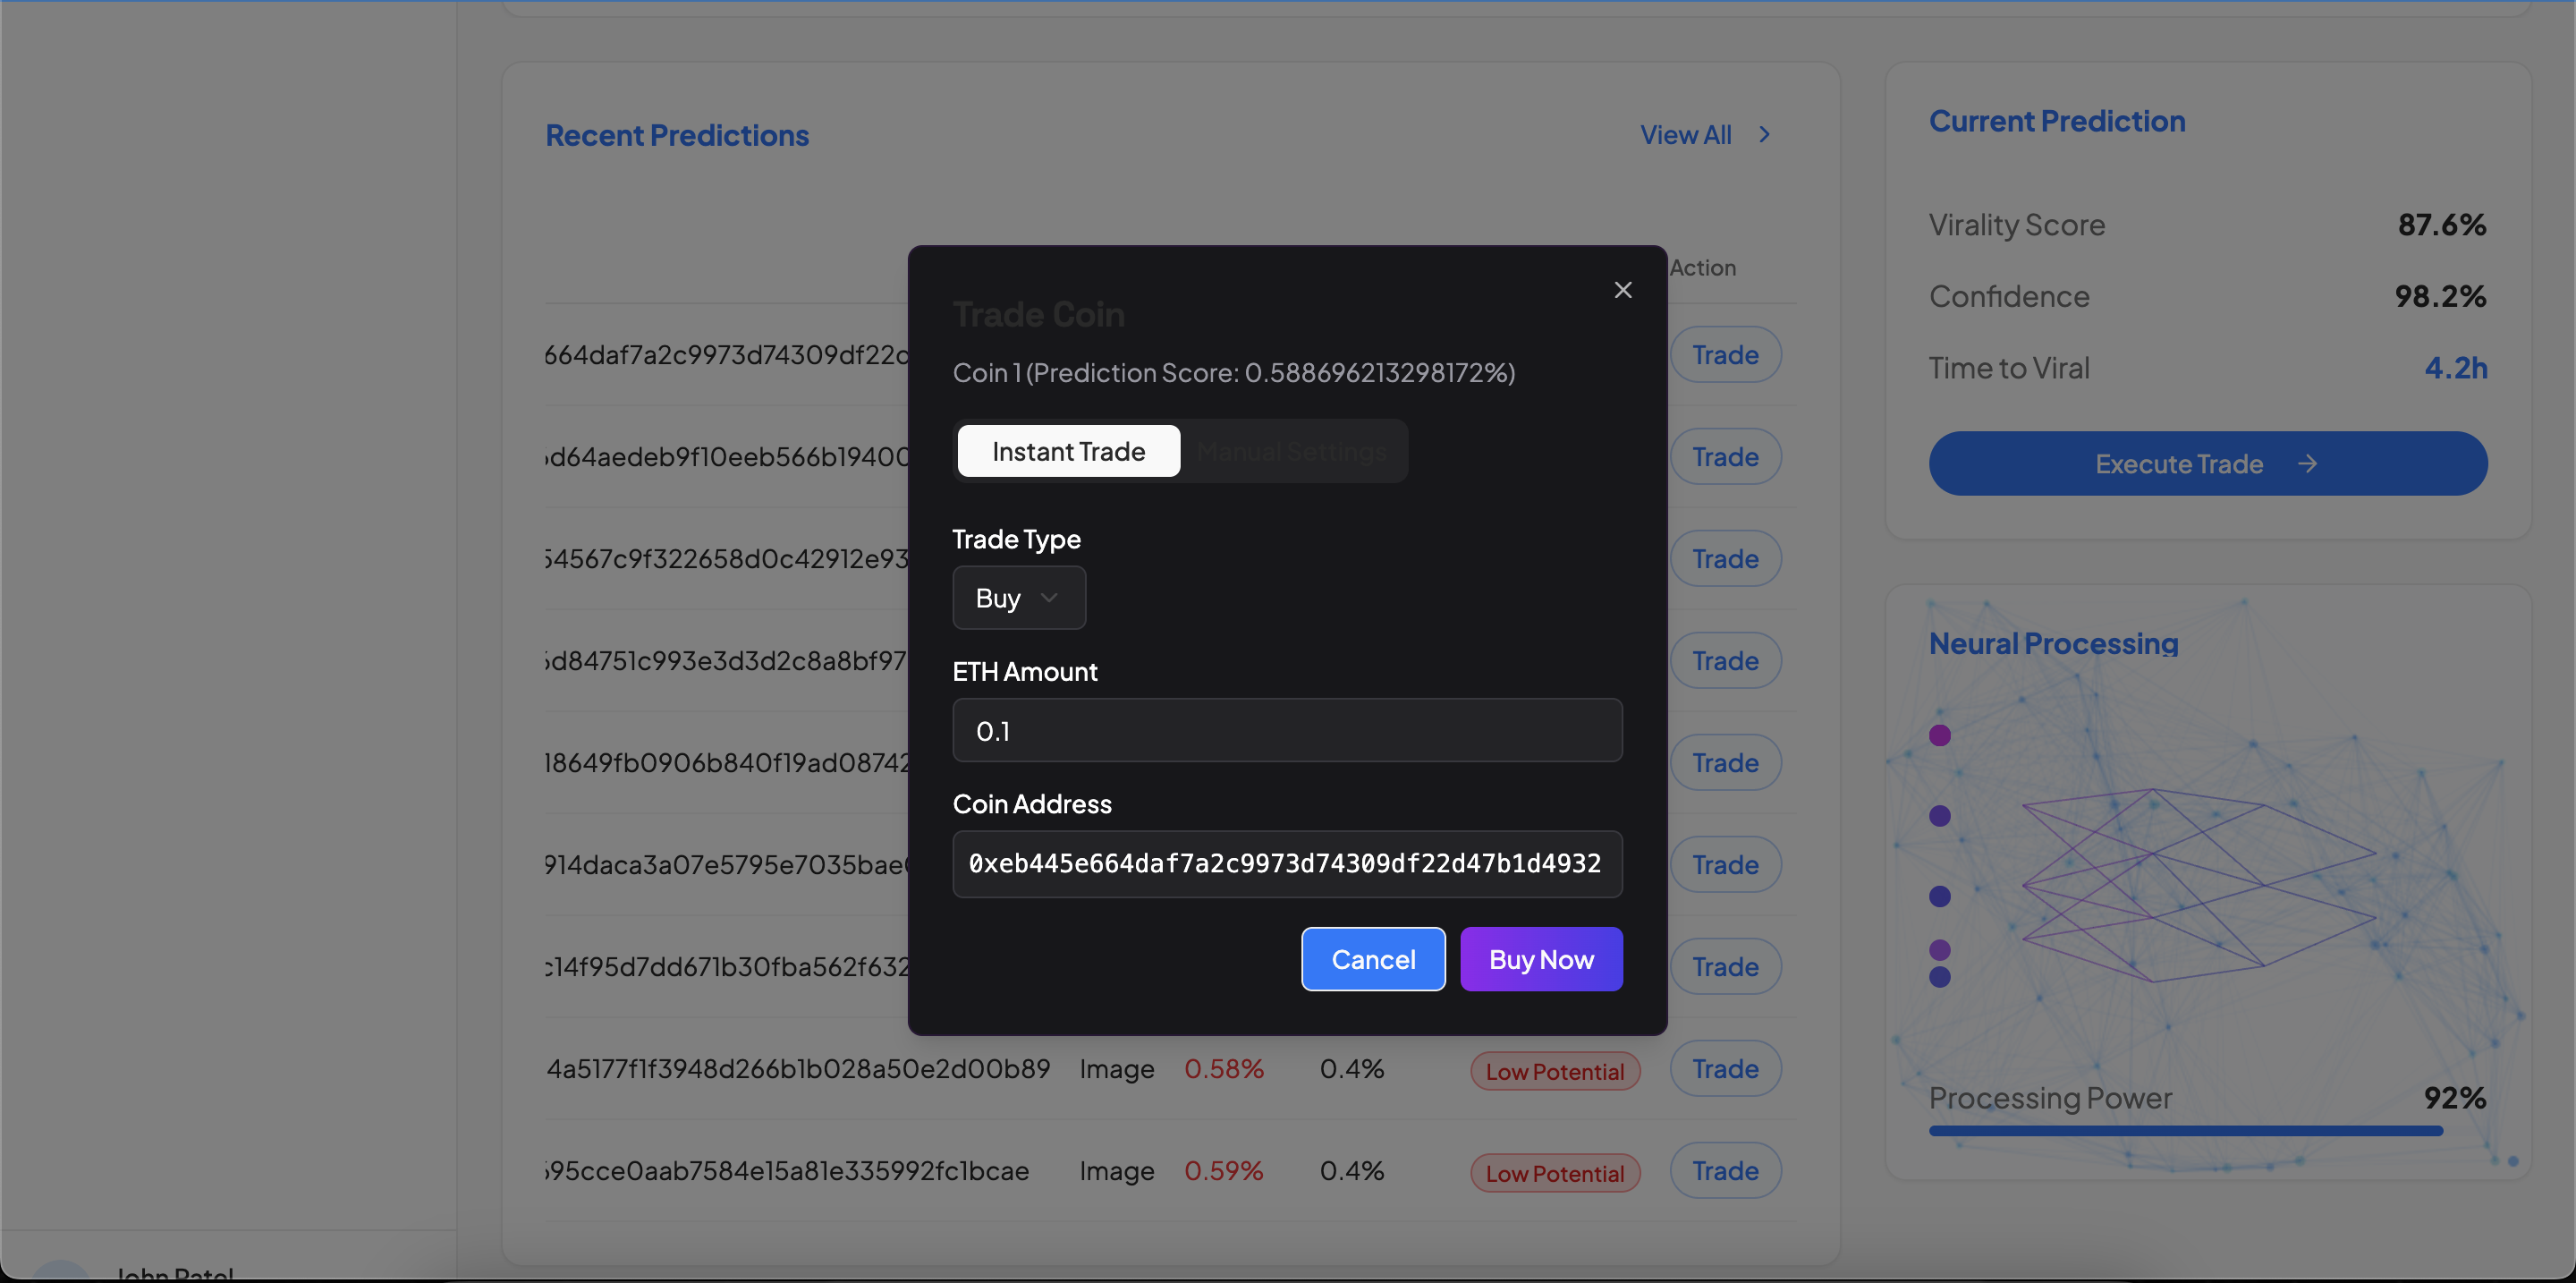 Recent Predictions
View All
Action
664daf7a2c9973d74309df22
Trade
d64aedeb9f10eeb566b19400
Trade
54567c9f322658d0c42912e93
Trade
d84751c993e3d3d2c8a8bf97
Trade
18649fb0906b840f19ad08742
Trade
914daca3a07e5795e7035bae
Trade
c14f95d7dd671b30fba562f632
Trade
4a5177f1f3948d266b1b028a50e2d00b89 Image 0.58% 0.4% Low Potential Trade
695cce0aab7584e15a81e335992fc1bcae Image 0.59% 0.4% Low Potential Trade
Trade Coin
Coin 1 (Prediction Score: 0.588696213298172%)
Instant Trade
Manual Settings
Trade Type
Buy
ETH Amount
0.1
Coin Address
0xeb445e664daf7a2c9973d74309df22d47b1d4932
Cancel
Buy Now
Current Prediction
Virality Score 87.6%
Confidence 98.2%
Time to Viral 4.2h
Execute Trade
Neural Processing
Processing Power 92%
John Patel